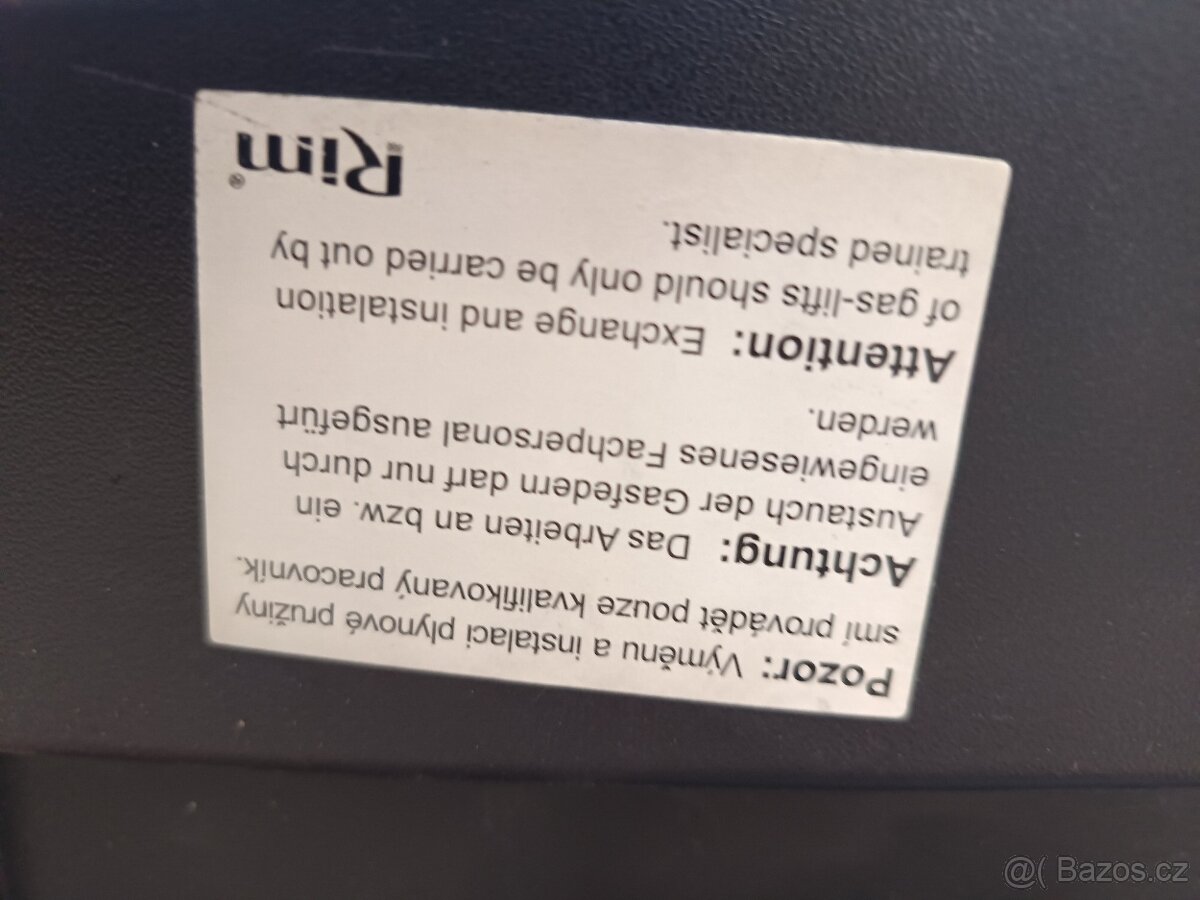 Pozor: Výměnu a instalaci plynové pružiny
smí provádět pouze kvalifikovaný pracovník.
Achtung: Das Arbeiten an bzw. ein
Austauch der Gasfedern darf nur durch
eingewiesenes Fachpersonal ausgefürt
werden.
Attention: Exchange and instalation
of gas-lifts should only be carried out by
trained specialist.
Rim®
@( Bazos.cz